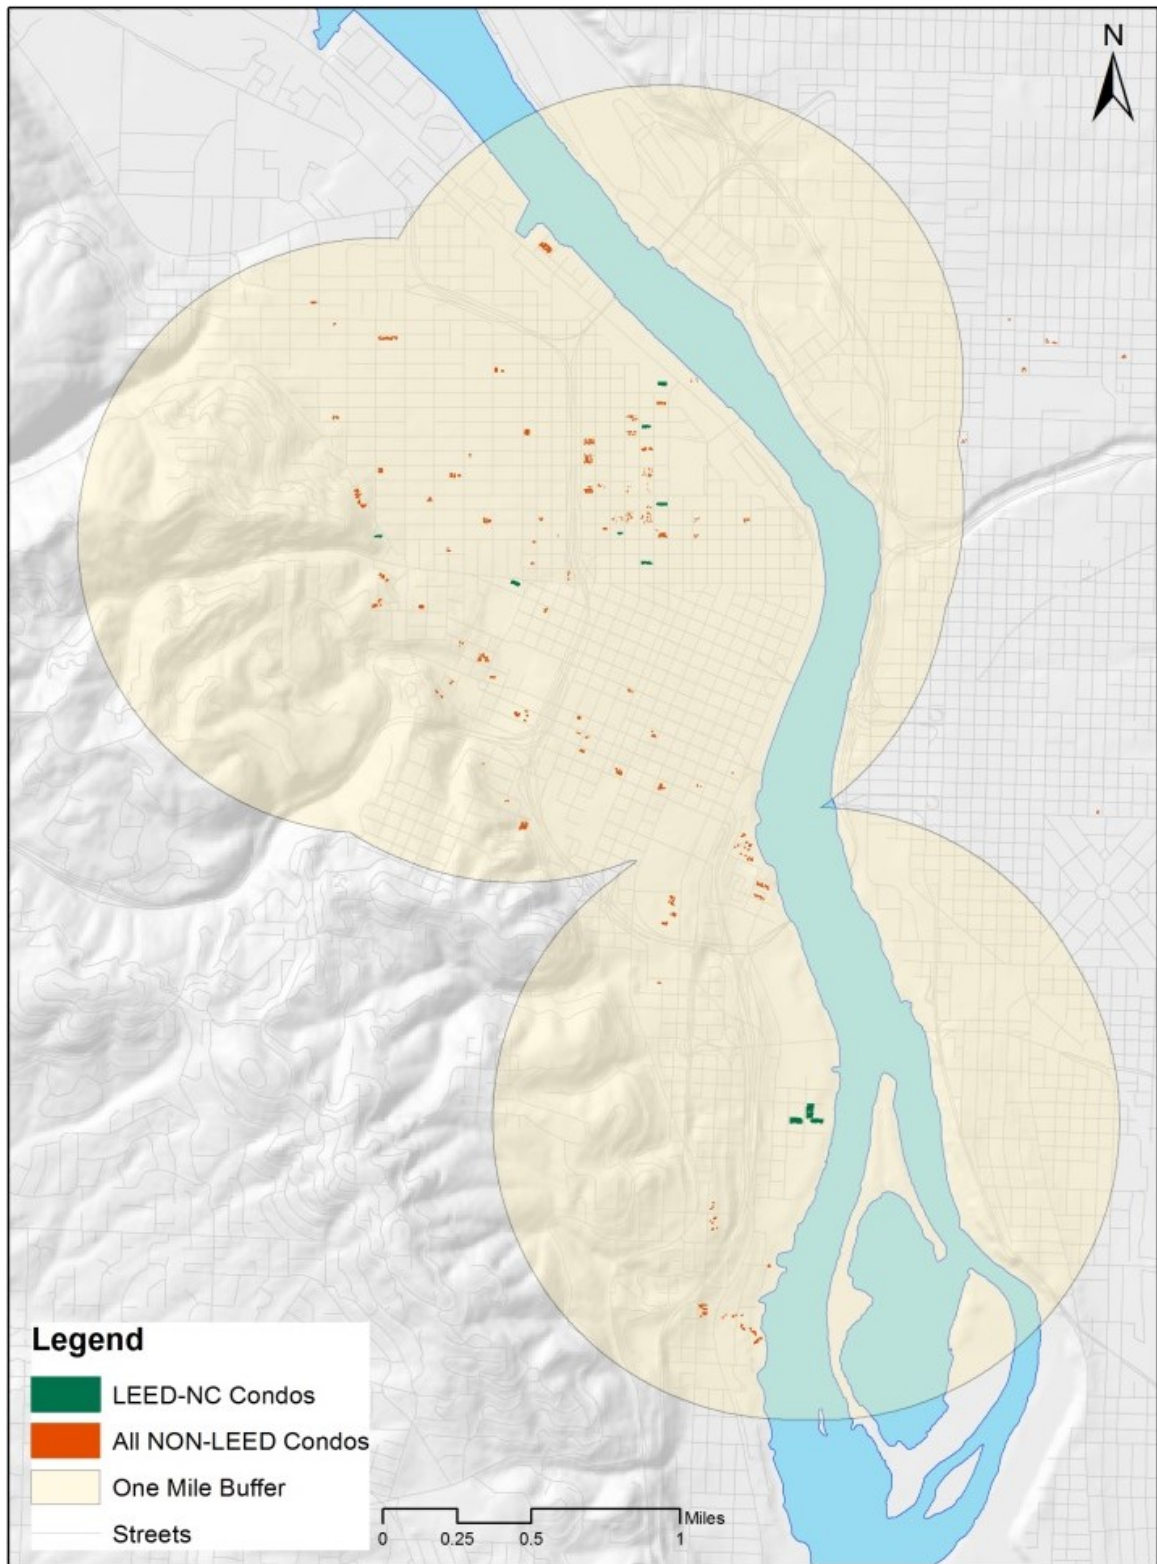 N
Legend
LEED-NC Condos
All NON-LEED Condos
One Mile Buffer
Streets
Miles
0 0.25 0.5 1